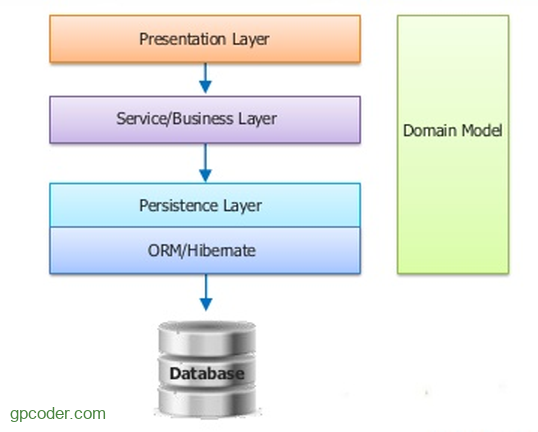 Presentation Layer
Service/Business Layer
Domain Model
Persistence Layer
ORM/Hibernate
Database
gpcoder.com